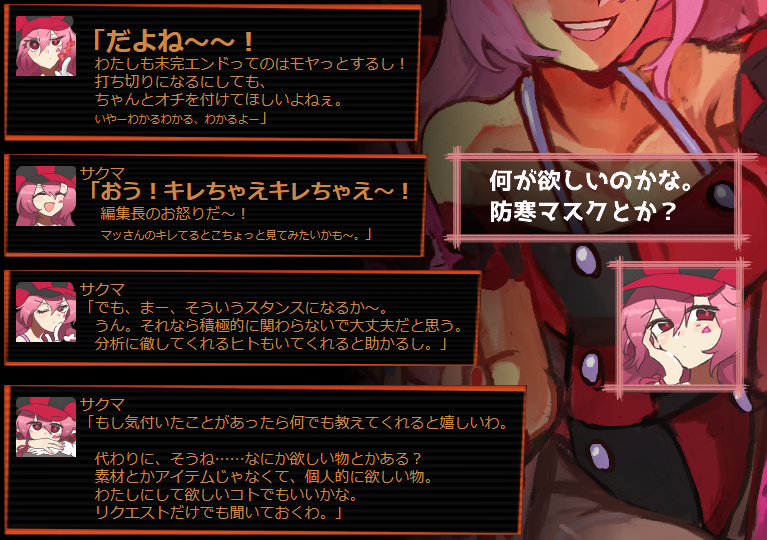 「だよね～～！
わたしも未完エンドってのはモヤっとするし！
打ち切りになるにしても、
ちゃんとオチを付けてほしいよねぇ。
いやーわかるわかる、わかるよー」
サクマ
「おう！キレちゃえキレちゃえ～！
編集長のお怒りだ～！
マッさんのキレてるとこちょっと見てみたいかも～。」
サクマ
「でも、まー、そういうスタンスになるか～。
うん。それなら積極的に関わらないで大丈夫だと思う。
分析に徹してくれるヒトもいてくれると助かるし。」
サクマ
「もし気付いたことがあったら何でも教えてくれると嬉しいわ。
代わりに、そうね……なにか欲しい物とかある？
素材とかアイテムじゃなくて、個人的に欲しい物。
わたしにして欲しいコトでもいいかな。
リクエストだけでも聞いておくわ。」
何が欲しいのかな。
防寒マスクとか？